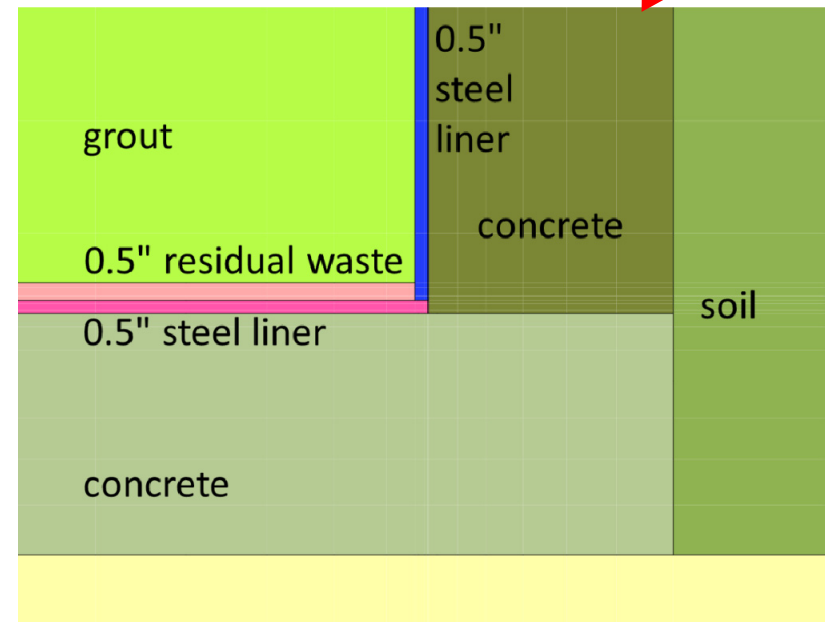 0.5"
steel
liner
grout
concrete
0.5" residual waste
soil
0.5" steel liner
concrete